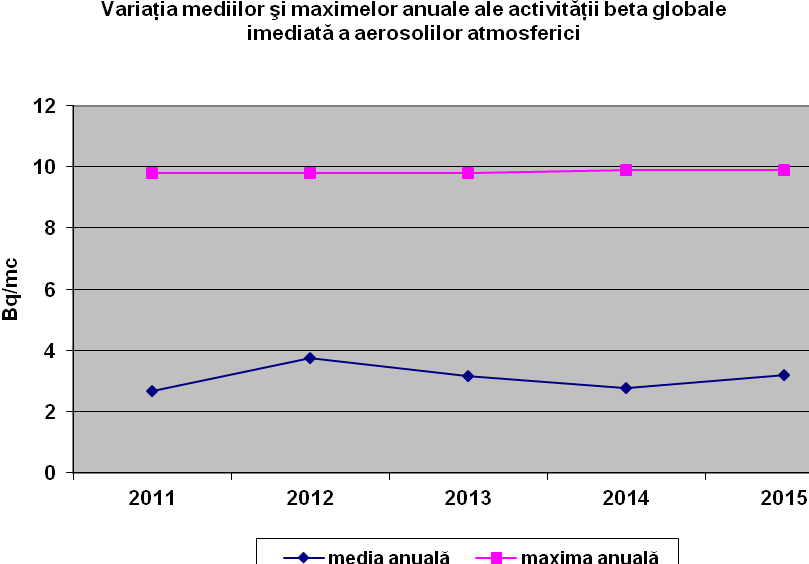 Variația mediilor şi maximelor anuale ale activității beta globale
imediată a aerosolilor atmosferici
12
10
8
6
4
2
0
Bq/mc
2011 2012 2013 2014 2015
media anuală maxima anuală